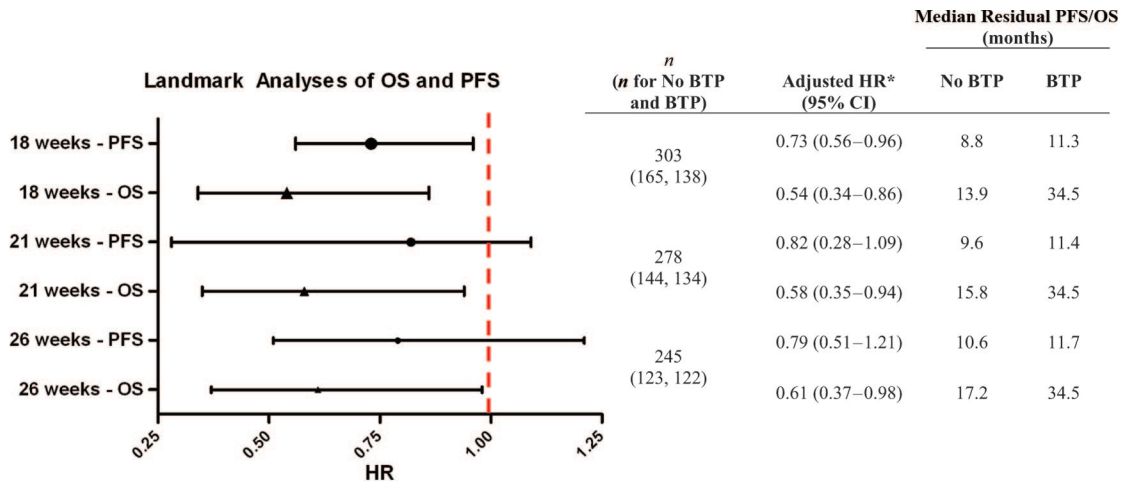 Median Residual PFS/OS
(months)
n
(n for No BTP
and BTP)
Adjusted HR*
(95% CI)
No BTP
BTP
Landmark Analyses of OS and PFS
18 weeks - PFS
0.73 (0.56–0.96)
8.8
11.3
303
(165, 138)
18 weeks - OS
0.54 (0.34–0.86)
13.9
34.5
21 weeks - PFS
0.82 (0.28–1.09)
9.6
11.4
278
(144, 134)
21 weeks - OS
0.58 (0.35–0.94)
15.8
34.5
26 weeks - PFS
0.79 (0.51–1.21)
10.6
11.7
245
(123, 122)
26 weeks - OS
0.61 (0.37–0.98)
17.2
34.5
0.25
0.50
0.75
1.00
1.25
HR